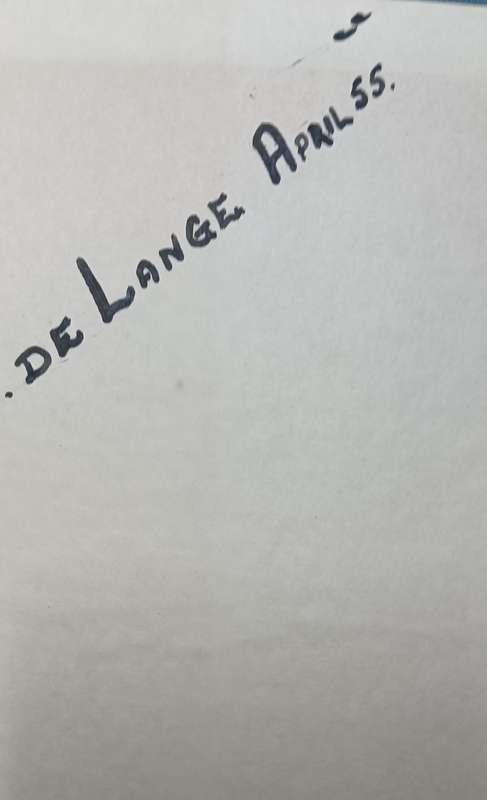 . DE LANGE. APRIL 55.